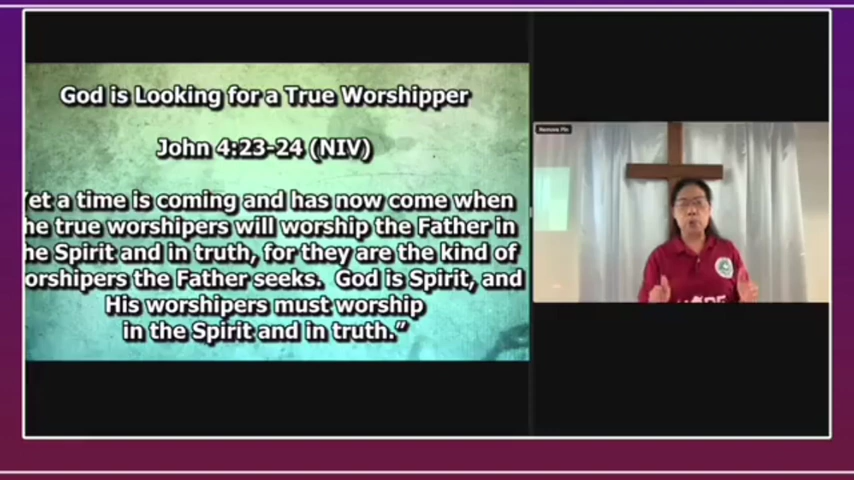 God is Looking for a True Worshipper
John 4:23-24 (NIV)
et a time is coming and has now come when
he true worshipers will worship the Father in
he Spirit and in truth, for they are the kind of
orshipers the Father seeks. God is Spirit, and
His worshipers must worship
in the Spirit and in truth.”